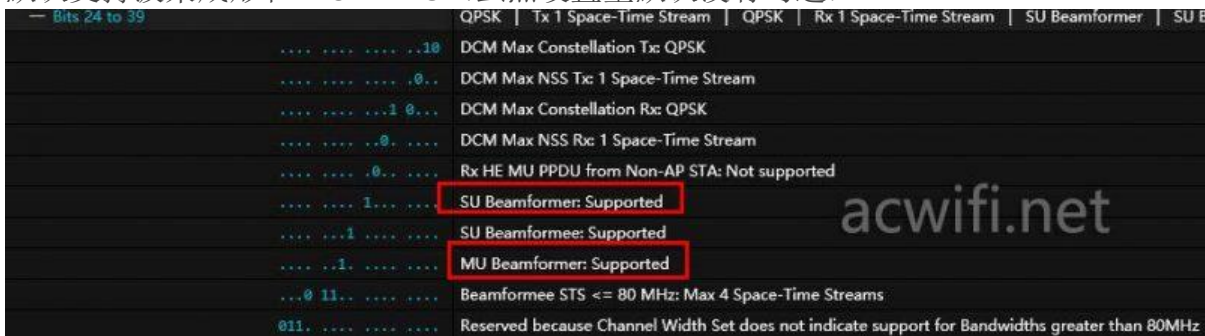 — Bits 24 to 39 QPSK | Tx 1 Space-Time Stream | QPSK | Rx 1 Space-Time Stream | SU Beamformer | SU
.... .... .... ..10 DCM Max Constellation Tx: QPSK
.... .... .... .0.. DCM Max NSS Tx: 1 Space-Time Stream
.... .... ...1 0... DCM Max Constellation Rx: QPSK
.... .... ..0. .... DCM Max NSS Rx: 1 Space-Time Stream
.... .... .0.. .... Rx HE MU PPDU from Non-AP STA: Not supported
.... .... 1... .... SU Beamformer: Supported
.... ...1 .... .... SU Beamformee: Supported
.... ..1. .... .... MU Beamformer: Supported
...0 11.. .... .... Beamformee STS <= 80 MHz: Max 4 Space-Time Streams
011. .... .... .... Reserved because Channel Width Set does not indicate support for Bandwidths greater than 80MHz
acwifi.net